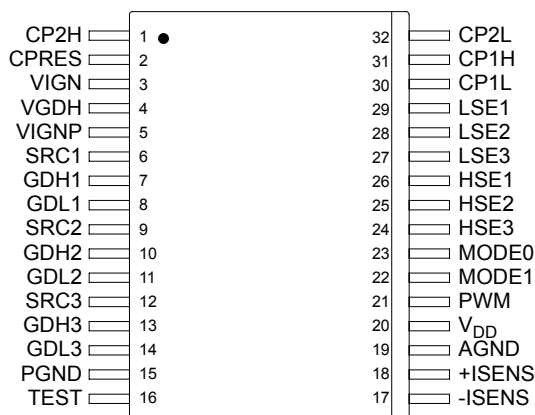 CP2H 1 32 CP2L
CPRES 2 31 CP1H
VIGN 3 30 CP1L
VGDH 4 29 LSE1
VIGNP 5 28 LSE2
SRC1 6 27 LSE3
GDH1 7 26 HSE1
GDL1 8 25 HSE2
SRC2 9 24 HSE3
GDH2 10 23 MODE0
GDL2 11 22 MODE1
SRC3 12 21 PWM
GDH3 13 20 VDD
GDL3 14 19 AGND
PGND 15 18 +ISENS
TEST 16 17 -ISENS